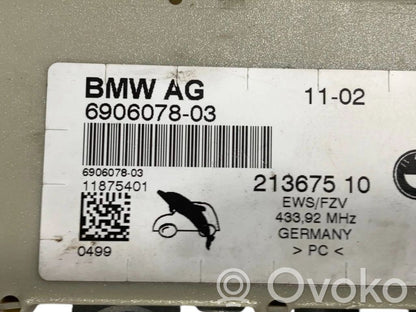 BMW AG
11-02
6906078-03
6906078-03
11875401
213675 10
EWS/FZV
433,92 MHz
GERMANY
> PC <
0499
OVOKO